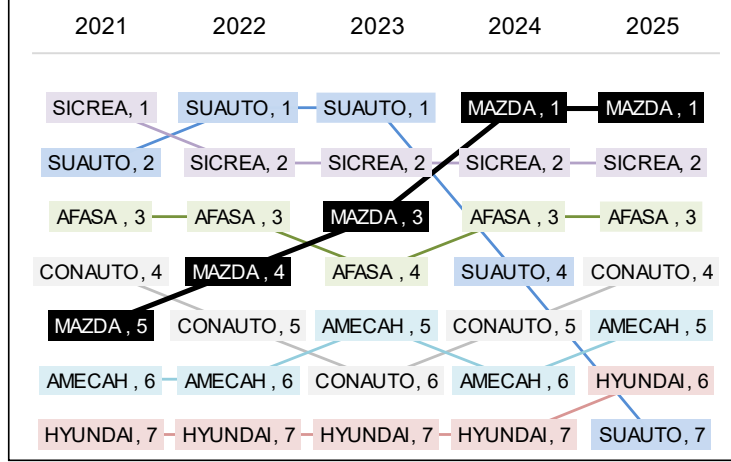 2021 2022 2023 2024 2025
SICREA, 1 SUAUTO, 1 SUAUTO, 1 MAZDA , 1 MAZDA , 1
SUAUTO, 2 SICREA, 2 SICREA, 2 SICREA, 2 SICREA, 2
AFASA , 3 AFASA , 3 MAZDA , 3 AFASA , 3 AFASA , 3
CONAUTO, 4 MAZDA , 4 AFASA , 4 SUAUTO, 4 CONAUTO, 4
MAZDA , 5 CONAUTO, 5 AMECAH , 5 CONAUTO, 5 AMECAH , 5
AMECAH , 6 AMECAH , 6 CONAUTO, 6 AMECAH , 6 HYUNDAI, 6
HYUNDAI, 7 HYUNDAI, 7 HYUNDAI, 7 HYUNDAI, 7 SUAUTO, 7